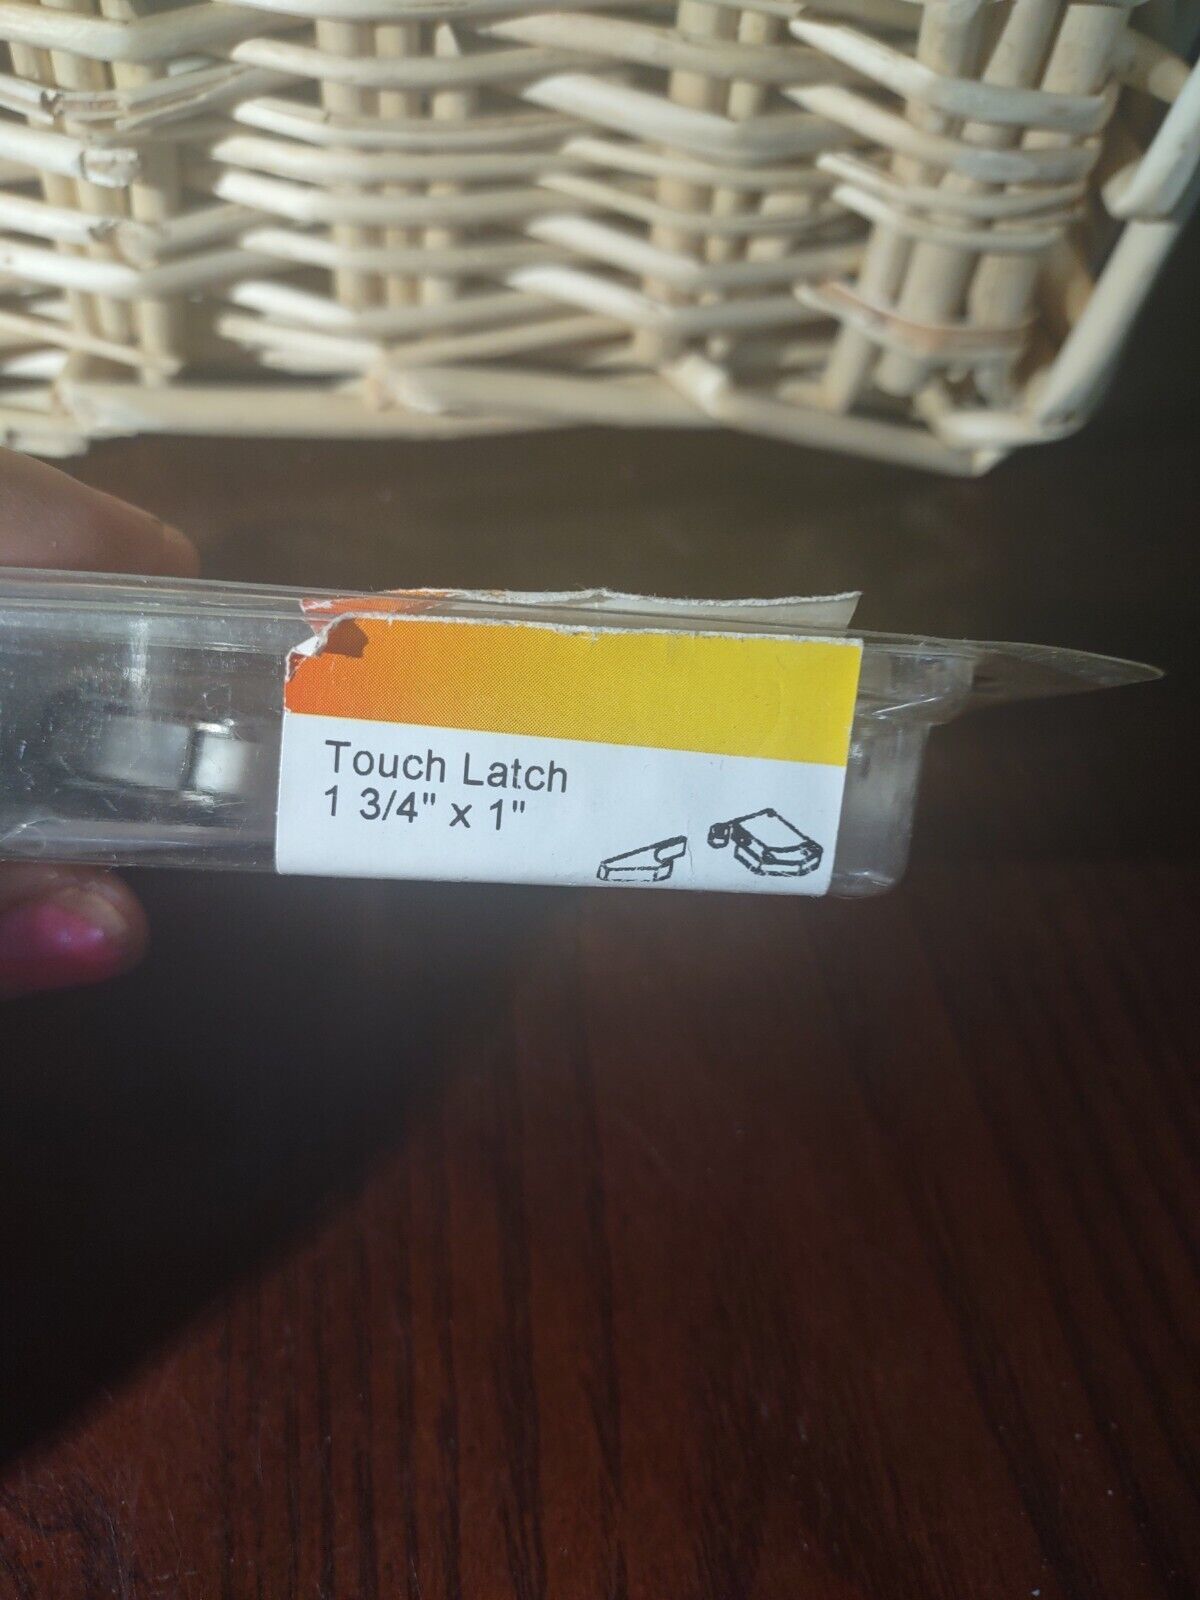 Touch Latch
1 3/4" x 1"